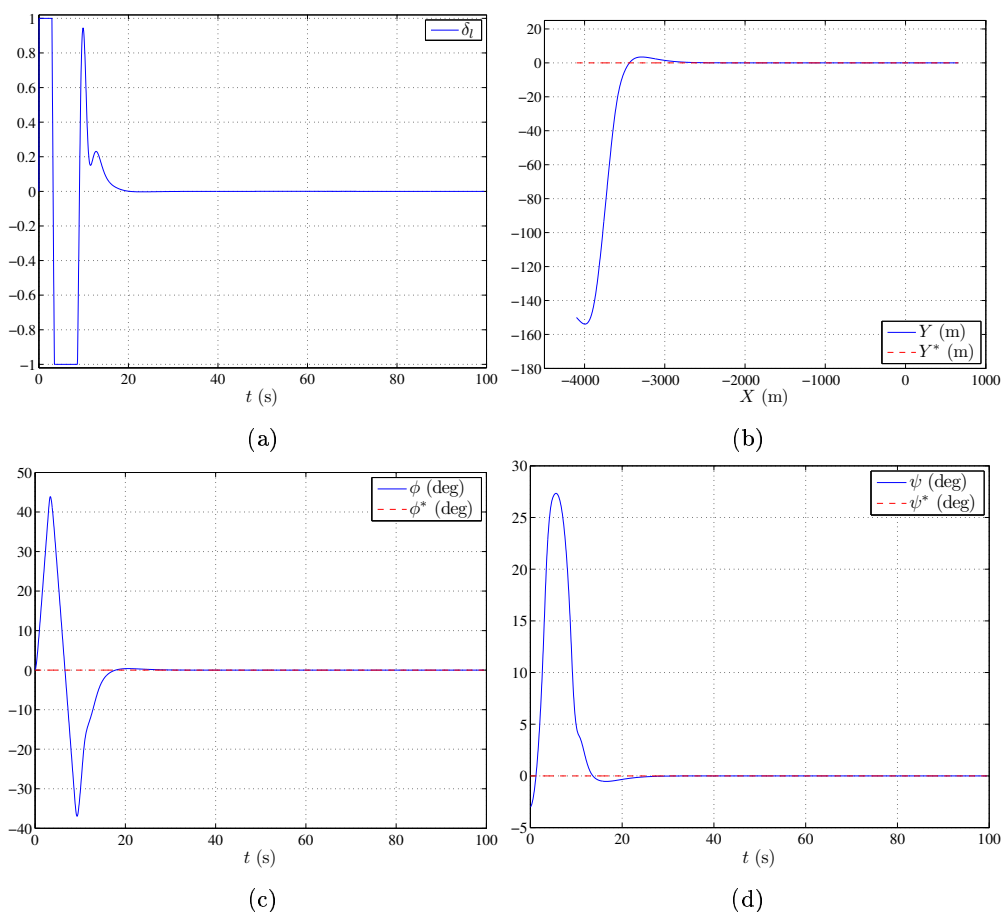 1
0.8
0.6
0.4
0.2
0
−0.2
−0.4
−0.6
−0.8
−1
0 20 40 60 80 100
t (s)
δ_l
(a)
20
0
−20
−40
−60
−80
−100
−120
−140
−160
−180
−4000 −3000 −2000 −1000 0 1000
X (m)
Y (m)
Y* (m)
(b)
50
40
30
20
10
0
−10
−20
−30
−40
0 20 40 60 80 100
t (s)
ϕ (deg)
ϕ* (deg)
(c)
30
25
20
15
10
5
0
−5
0 20 40 60 80 100
t (s)
ψ (deg)
ψ* (deg)
(d)